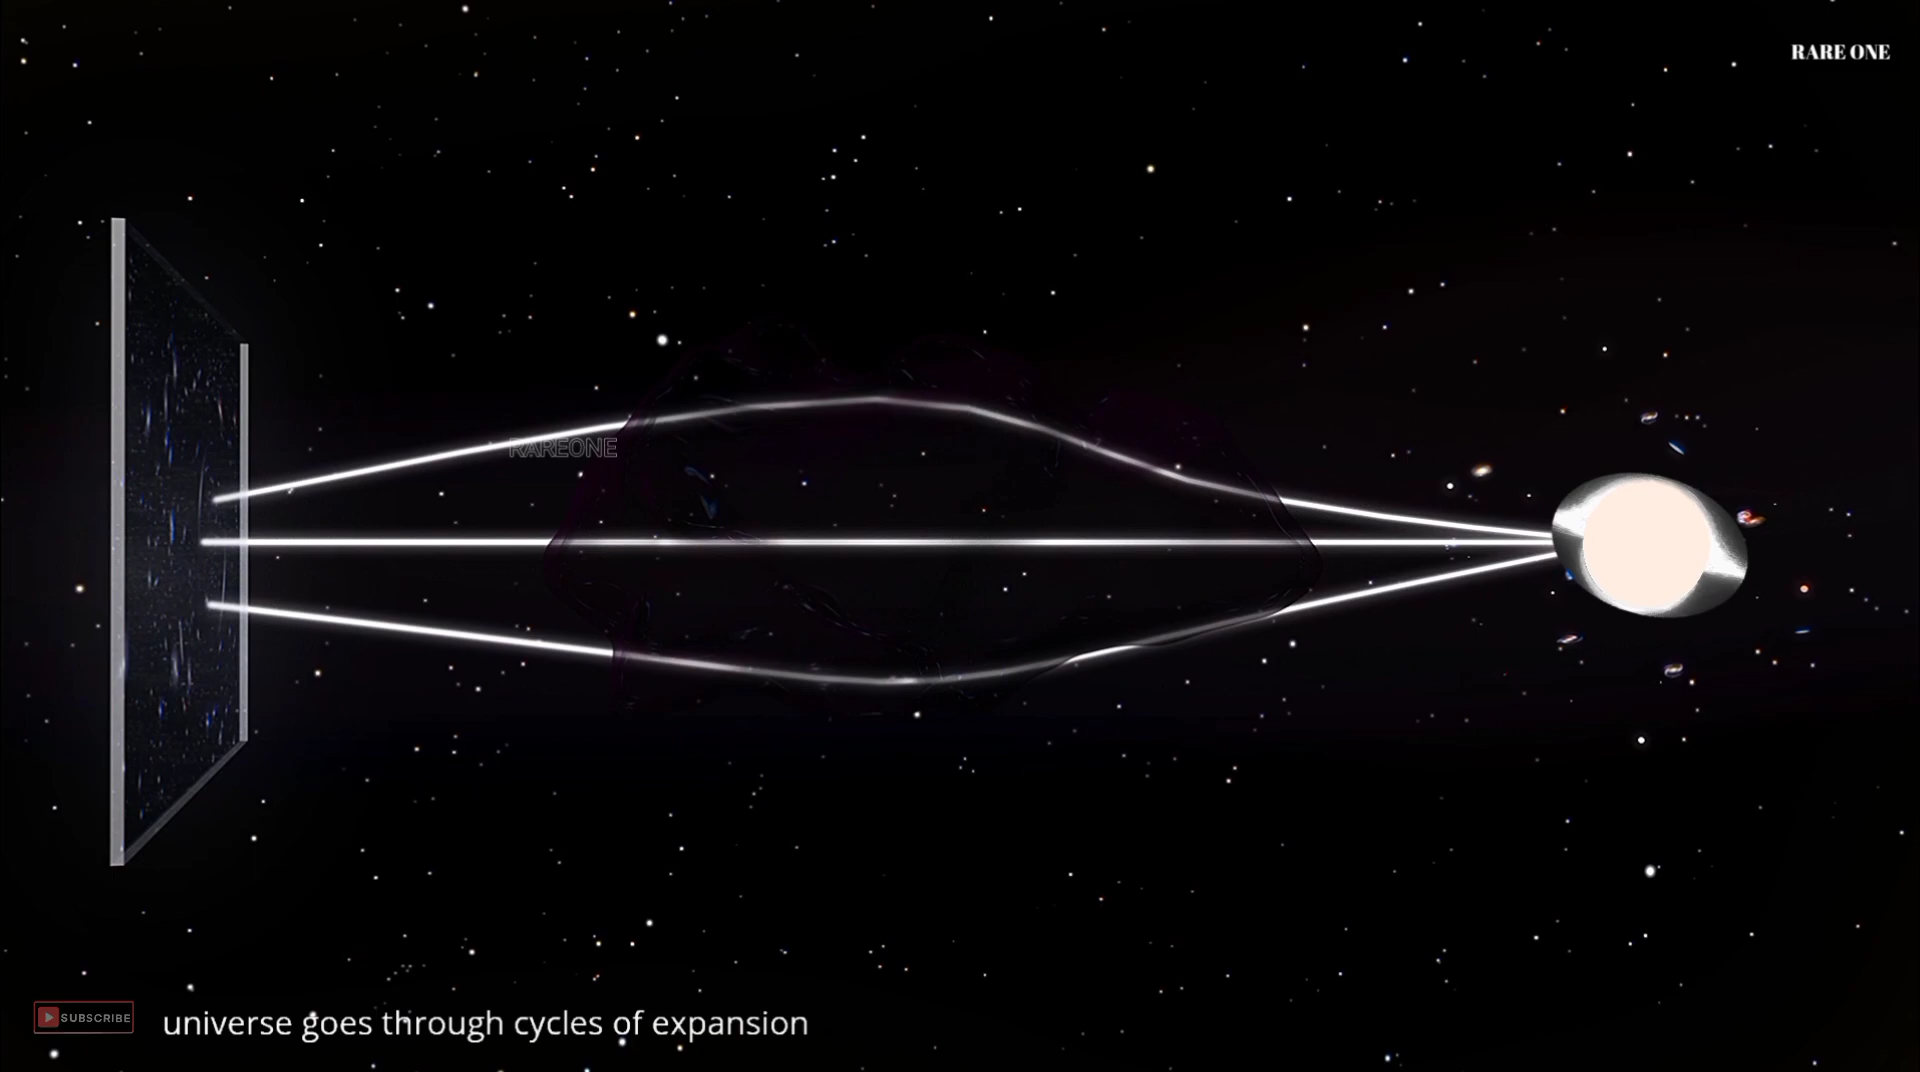 RARE ONE
RAREONE
SUBSCRIBE
universe goes through cycles of expansion